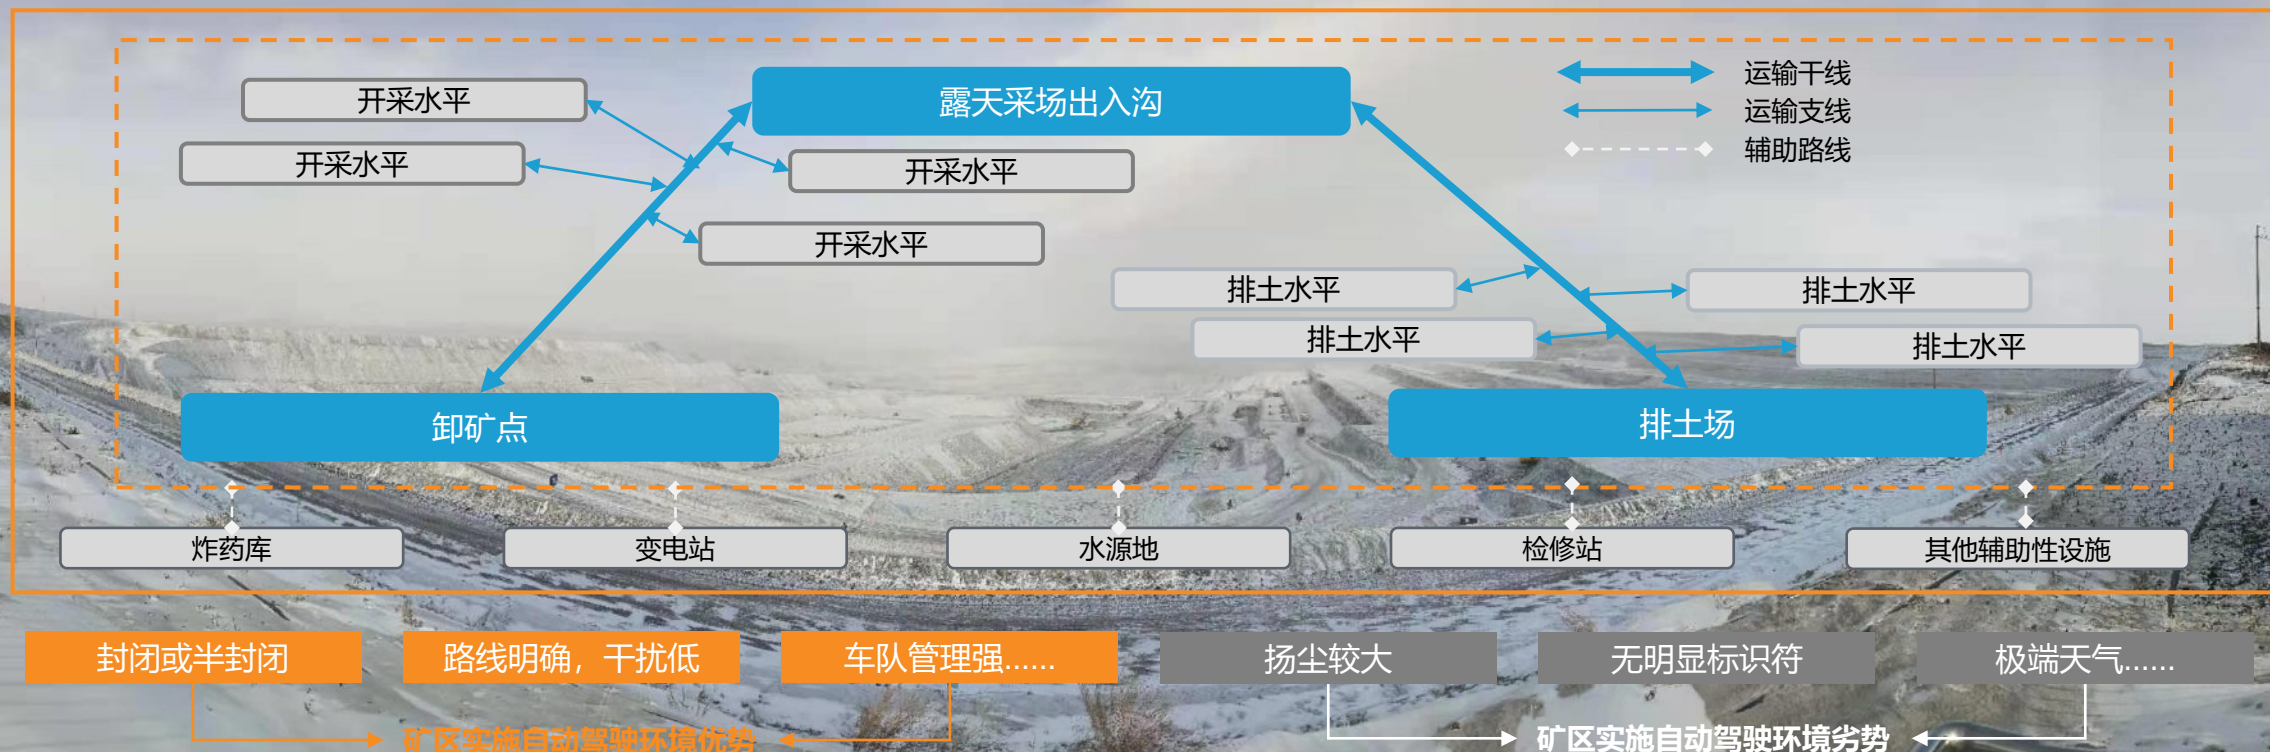 开采水平
露天采场出入沟
运输干线
运输支线
辅助路线
开采水平
开采水平
开采水平
排土水平
排土水平
排土水平
排土水平
卸矿点
排土场
炸药库
变电站
水源地
检修站
其他辅助性设施
封闭或半封闭
路线明确，干扰低
车队管理强......
扬尘较大
无明显标识符
极端天气......
矿区实施自动驾驶环境优势
矿区实施自动驾驶环境劣势